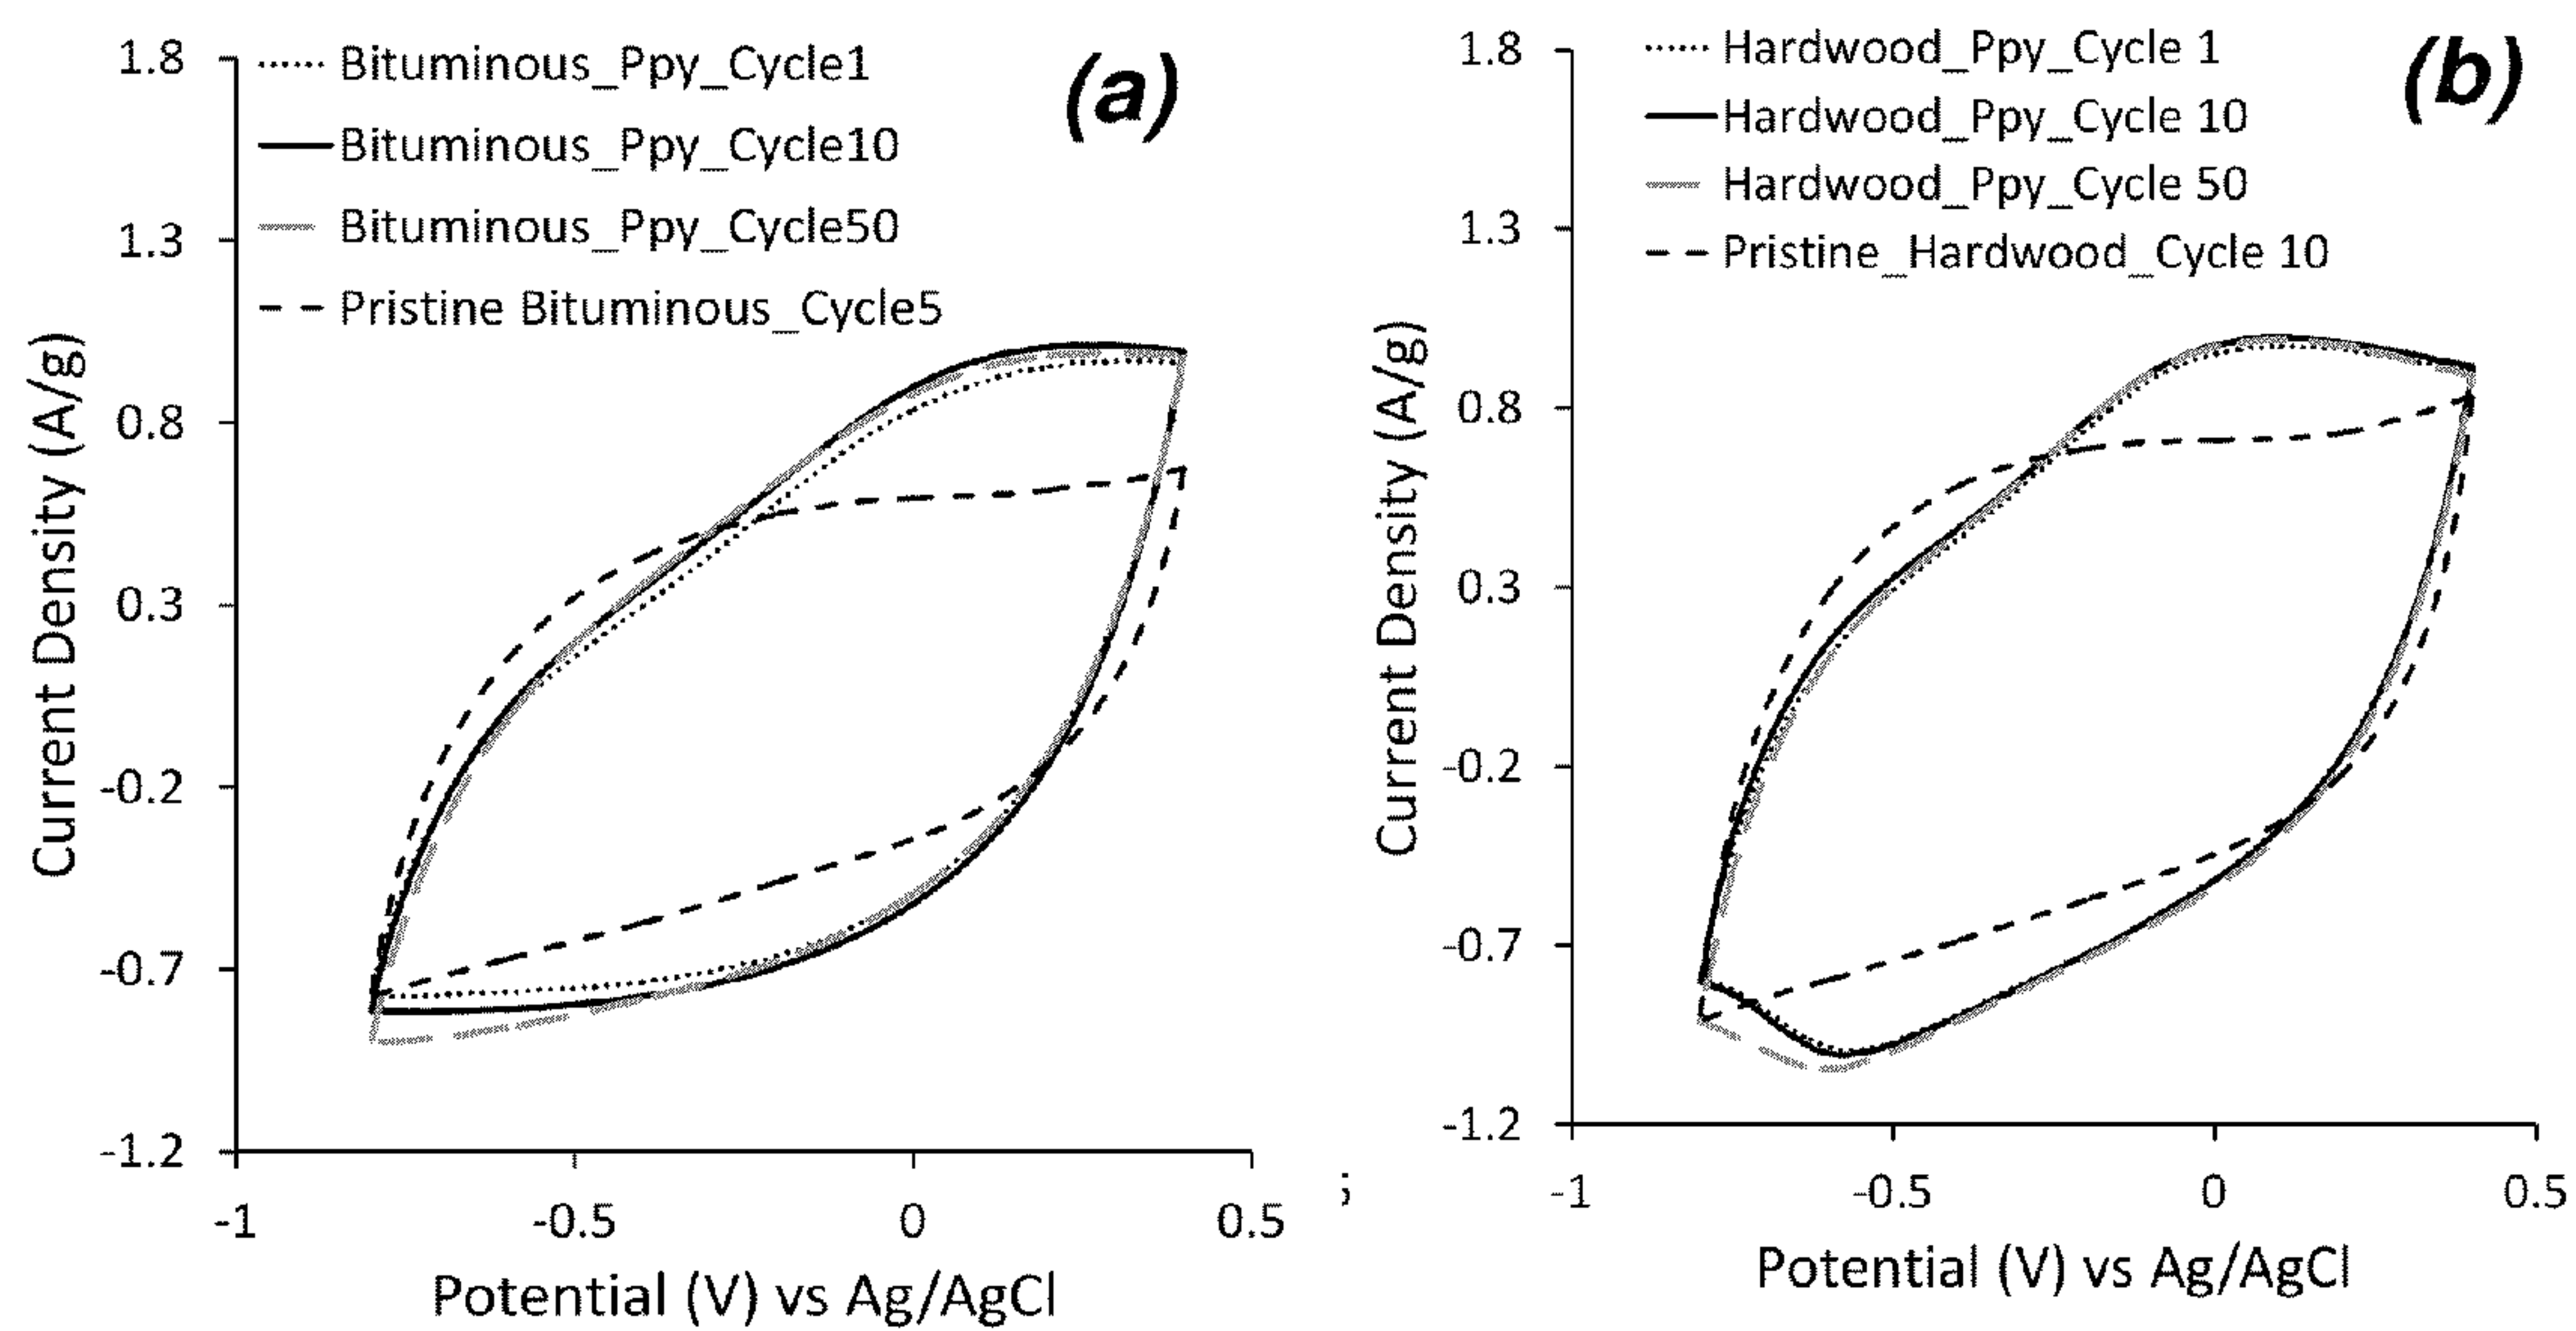 (a)
Bituminous_Ppy_Cycle1
Bituminous_Ppy_Cycle10
Bituminous_Ppy_Cycle50
Pristine Bituminous_Cycle5
Current Density (A/g)
1.8
1.3
0.8
0.3
-0.2
-0.7
-1.2
-1
-0.5
0
0.5
Potential (V) vs Ag/AgCl
(b)
Hardwood_Ppy_Cycle 1
Hardwood_Ppy_Cycle 10
Hardwood_Ppy_Cycle 50
Pristine_Hardwood_Cycle 10
Current Density (A/g)
1.8
1.3
0.8
0.3
-0.2
-0.7
-1.2
-1
-0.5
0
0.5
Potential (V) vs Ag/AgCl